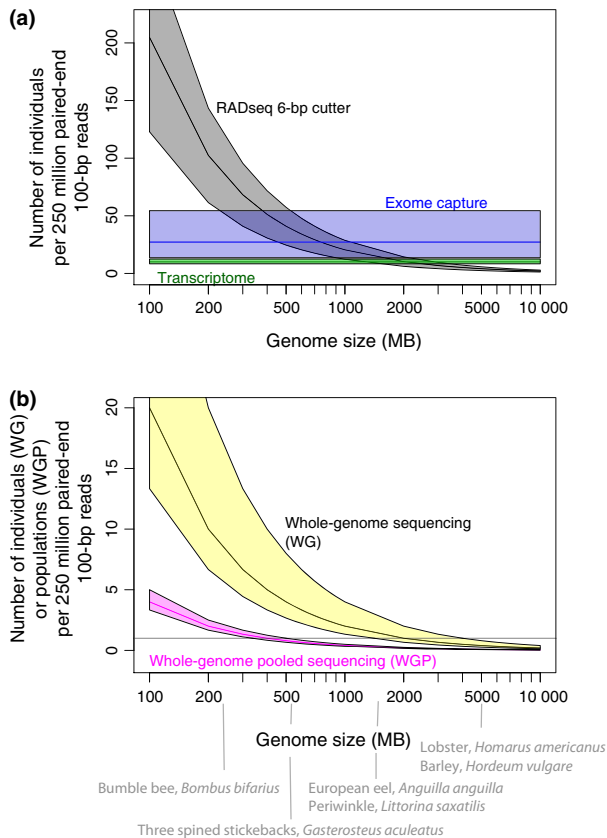 (a)
Number of individuals
per 250 million paired-end
100-bp reads
200
150
100
50
0
RADseq 6-bp cutter
Exome capture
Transcriptome
100 200 500 1000 2000 5000 10 000
Genome size (MB)
(b)
Number of individuals (WG)
or populations (WGP)
per 250 million paired-end
100-bp reads
20
15
10
5
0
Whole-genome sequencing
(WG)
Whole-genome pooled sequencing (WGP)
100 200 500 1000 2000 5000 10 000
Genome size (MB)
Lobster, Homarus americanus
Barley, Hordeum vulgare
Bumble bee, Bombus bifarius
European eel, Anguilla anguilla
Periwinkle, Littorina saxatilis
Three spined stickebacks, Gasterosteus aculeatus